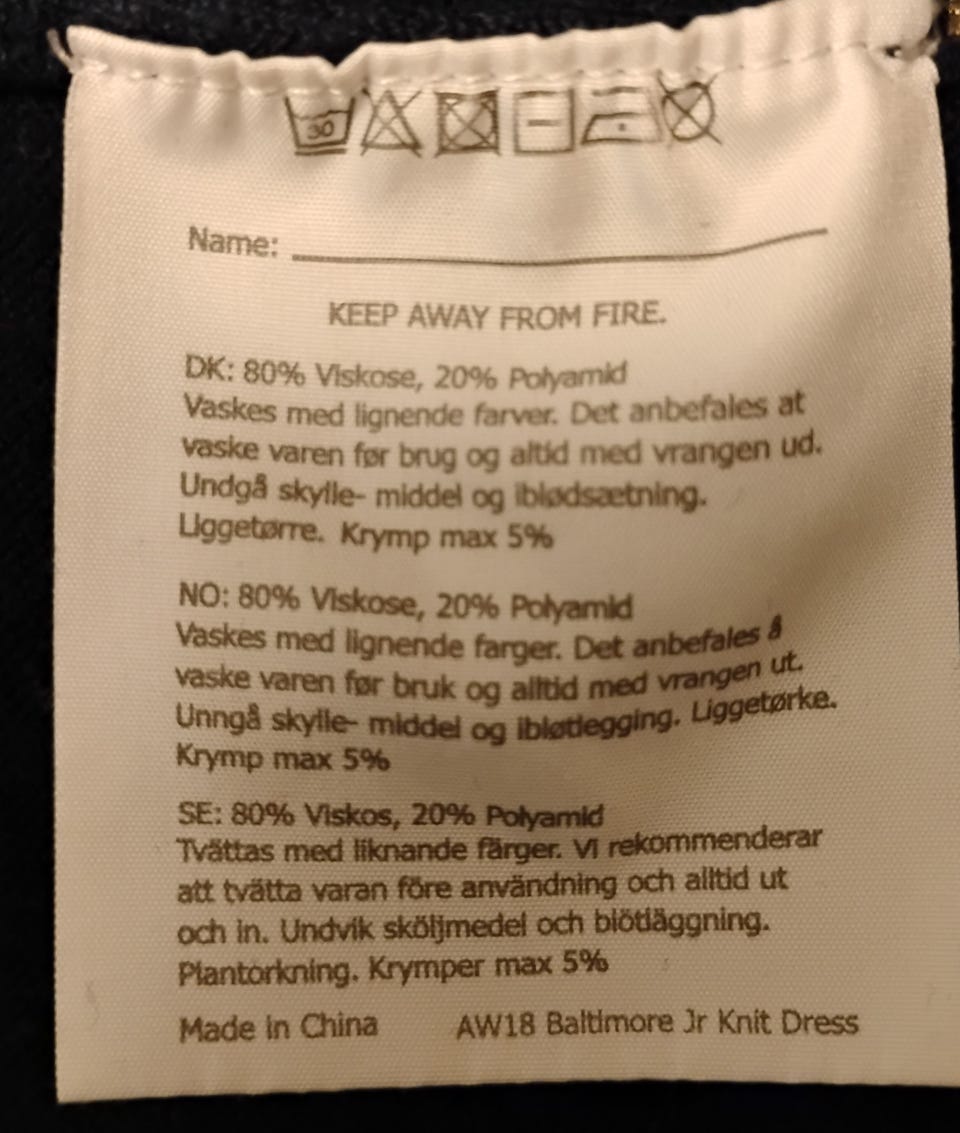 30
Name:
KEEP AWAY FROM FIRE.
DK: 80% Viskose, 20% Polyamid
Vaskes med lignende farver. Det anbefales at
vaske varen før brug og altid med vrangen ud.
Undgå skylle- middel og iblødsætning.
Liggetørre. Krymp max 5%
NO: 80% Viskose, 20% Polyamid
Vaskes med lignende farger. Det anbefales å
vaske varen før bruk og alltid med vrangen ut.
Unngå skylle- middel og ibløtlegging. Liggetørke.
Krymp max 5%
SE: 80% Viskos, 20% Polyamid
Tvättas med liknande färger. Vi rekommenderar
att tvätta varan före användning och alltid ut
och in. Undvik sköljmedel och blötläggning.
Plantorkning. Krymper max 5%
Made in China AW18 Baltimore Jr Knit Dress